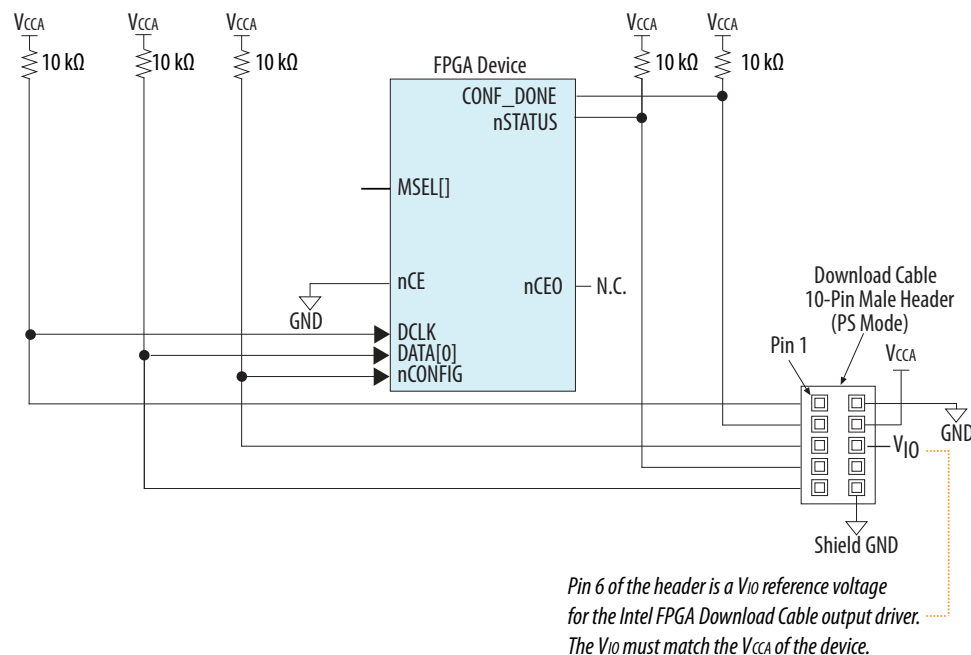 VCCA VCCA VCCA VCCA VCCA
10 kΩ 10 kΩ 10 kΩ 10 kΩ 10 kΩ
FPGA Device
CONF_DONE
nSTATUS
MSEL[]
nCE
nCEO N.C.
GND
DCLK
DATA[0]
nCONFIG
Download Cable
10-Pin Male Header
(PS Mode)
Pin 1
VCCA
GND
VIO
Shield GND
Pin 6 of the header is a VIO reference voltage
for the Intel FPGA Download Cable output driver.
The VIO must match the VCCA of the device.